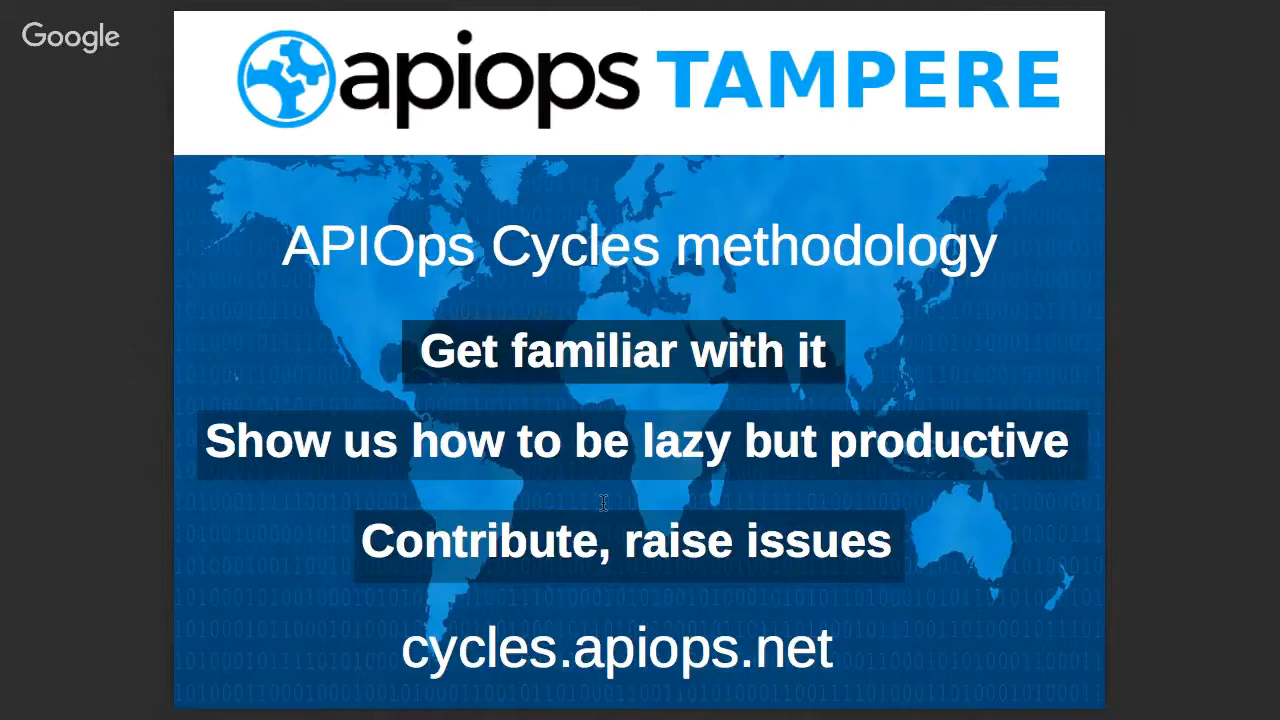 Google
apiops TAMPERE
APIOps Cycles methodology
Get familiar with it
Show us how to be lazy but productive
Contribute, raise issues
cycles.apiops.net